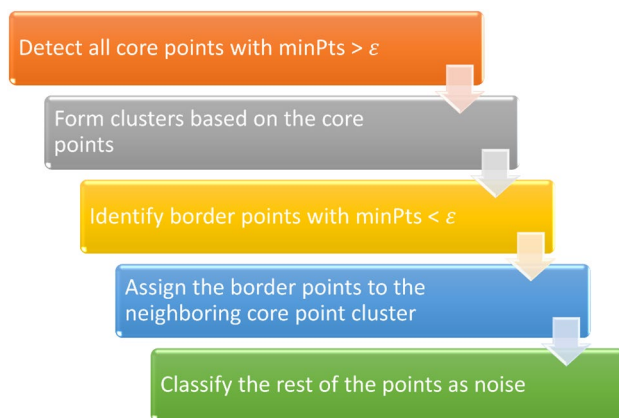 Detect all core points with minPts > ε
Form clusters based on the core
points
Identify border points with minPts < ε
Assign the border points to the
neighboring core point cluster
Classify the rest of the points as noise